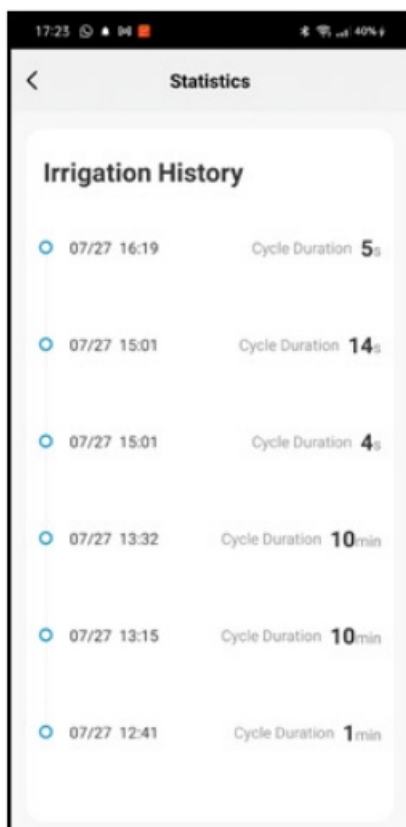 17:23 40%
Statistics
Irrigation History
07/27 16:19 Cycle Duration 5s
07/27 15:01 Cycle Duration 14s
07/27 15:01 Cycle Duration 4s
07/27 13:32 Cycle Duration 10min
07/27 13:15 Cycle Duration 10min
07/27 12:41 Cycle Duration 1min